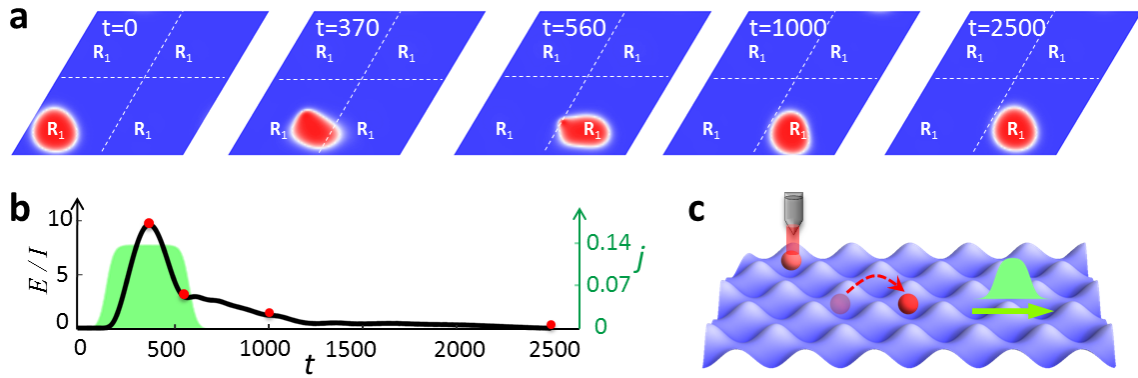 a
t=0
t=370
t=560
t=1000
t=2500
R₁ R₁
R₁ R₁
R₁ R₁
R₁ R₁
R₁ R₁
R₁ R₁
R₁ R₁
R₁ R₁
R₁ R₁
R₁ R₁
b
E / I
10
5
0
0 500 1000 1500 2000 2500
t
0.14
0.07
0
j
c